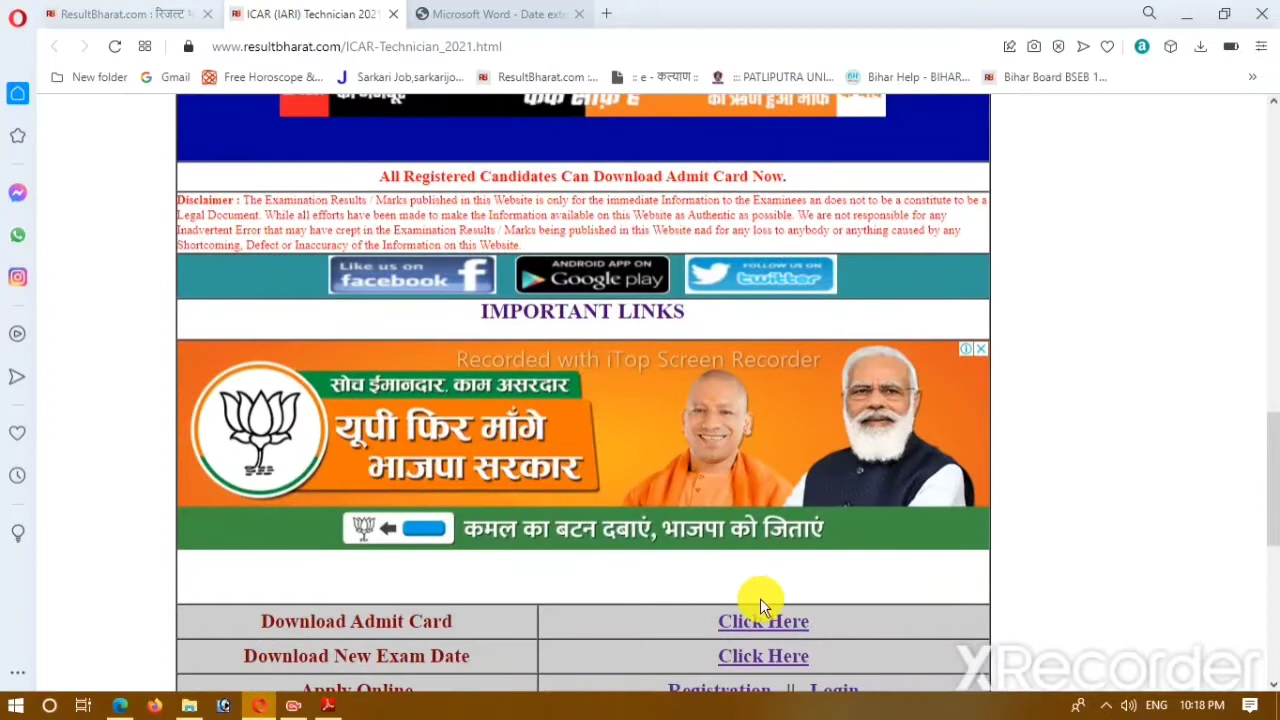 ResultBharat.com : रिजल्ट भ
ICAR (IARI) Technician 2021
Microsoft Word - Date extn
www.resultbharat.com/ICAR-Technician_2021.html
New folder
Gmail
Free Horoscope &...
Sarkari Job,sarkarijo...
ResultBharat.com :...
:: e - कल्याण ::
::: PATLIPUTRA UNI...
Bihar Help - BIHAR...
Bihar Board BSEB 1...
All Registered Candidates Can Download Admit Card Now.
Disclaimer : The Examination Results / Marks published in this Website is only for the immediate Information to the Examinees an does not to be a constitute to be a
Legal Document. While all efforts have been made to make the Information available on this Website as Authentic as possible. We are not responsible for any
Inadvertent Error that may have crept in the Examination Results / Marks being published in this Website nad for any loss to anybody or anything caused by any
Shortcoming, Defect or Inaccuracy of the Information on this Website.
Like us on
facebook
ANDROID APP ON
Google play
FOLLOW US ON
twitter
IMPORTANT LINKS
Recorded with iTop Screen Recorder
सोच ईमानदार, काम असरदार
यूपी फिर माँगे
भाजपा सरकार
कमल का बटन दबाएं, भाजपा को जिताएं
Download Admit Card Click Here
Download New Exam Date Click Here
Apply Online Registration || Login
XRecorder
ENG 10:18 PM